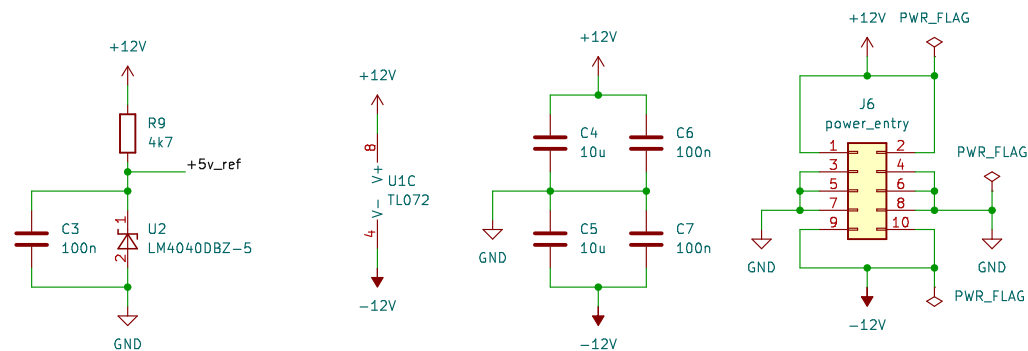 +12V
R9
4k7
+5v_ref
C3
100n
1
2
U2
LM4040DBZ-5
GND
+12V
8
V+
U1C
TL072
V-
4
-12V
+12V
C4
10u
C6
100n
GND
C5
10u
C7
100n
-12V
+12V
PWR_FLAG
J6
power_entry
1 2
3 4
5 6
7 8
9 10
PWR_FLAG
GND
GND
PWR_FLAG
-12V